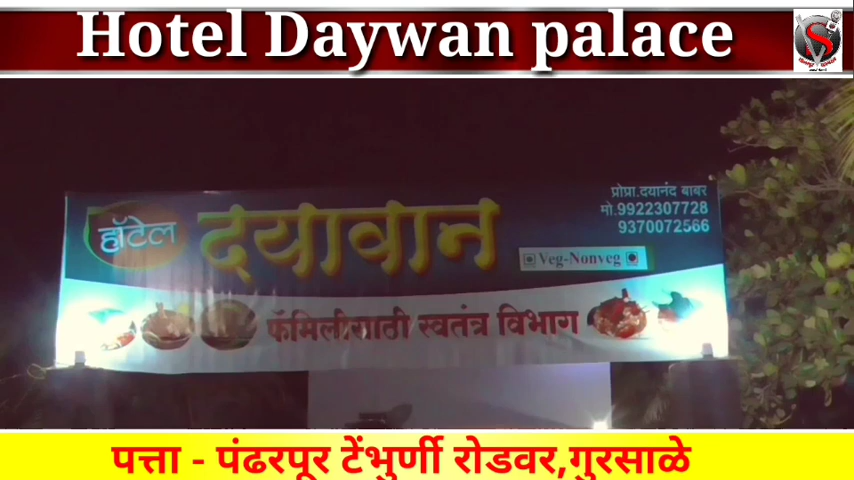 Hotel Daywan palace
हॉटेल
दयावान
प्रोप्रा.दयानंद बाबर
मो.9922307728
9370072566
Veg-Nonveg
फॅमिलीसाठी स्वतंत्र विभाग
पत्ता - पंढरपूर टेंभुर्णी रोडवर,गुरसाळे